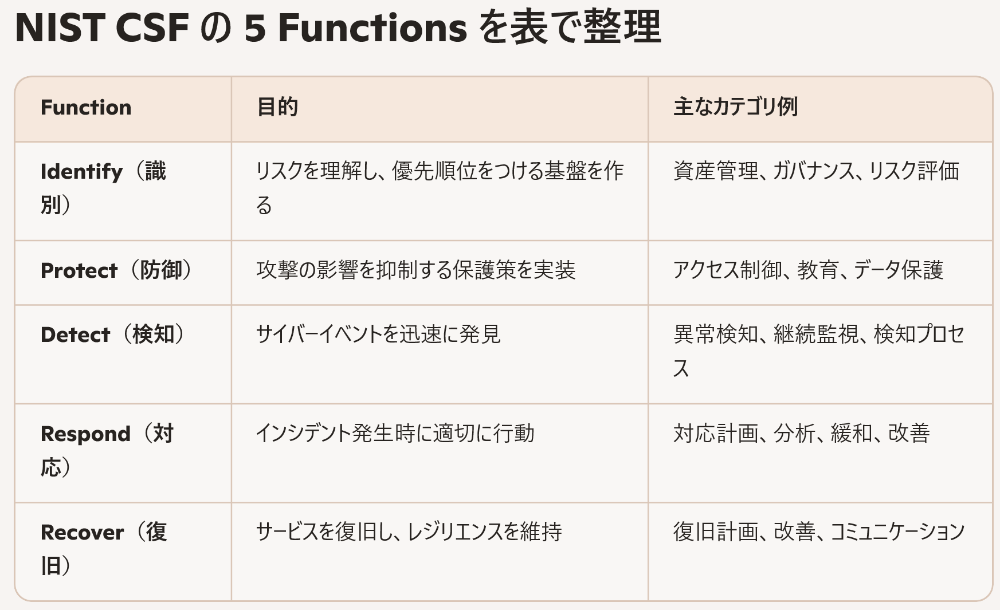 NIST CSF の 5 Functions を表で整理
Function
目的
主なカテゴリ例
Identify（識
別）
リスクを理解し、優先順位をつける基盤を作
る
資産管理、ガバナンス、リスク評価
Protect（防御）
攻撃の影響を抑制する保護策を実装
アクセス制御、教育、データ保護
Detect（検知）
サイバーイベントを迅速に発見
異常検知、継続監視、検知プロセ
ス
Respond（対
応）
インシデント発生時に適切に行動
対応計画、分析、緩和、改善
Recover（復
旧）
サービスを復旧し、レジリエンスを維持
復旧計画、改善、コミュニケーション